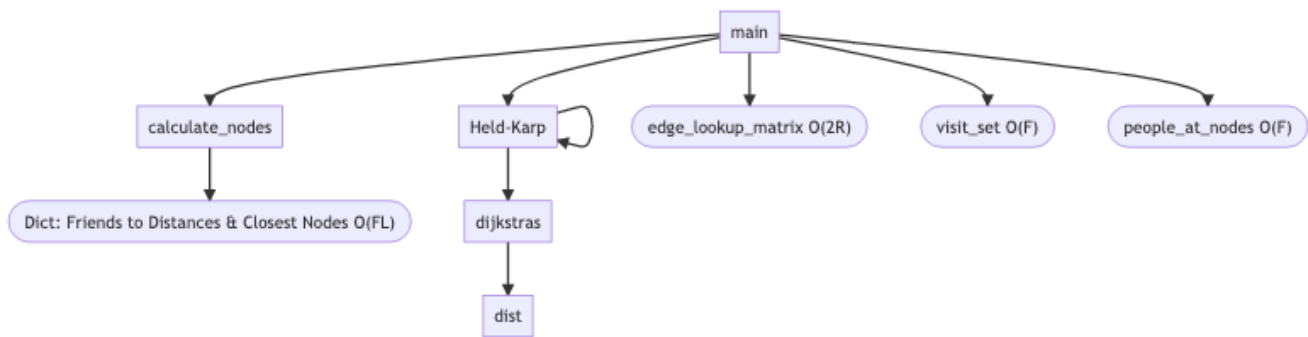 main
calculate_nodes
Held-Karp
edge_lookup_matrix O(2R)
visit_set O(F)
people_at_nodes O(F)
Dict: Friends to Distances & Closest Nodes O(FL)
dijkstras
dist